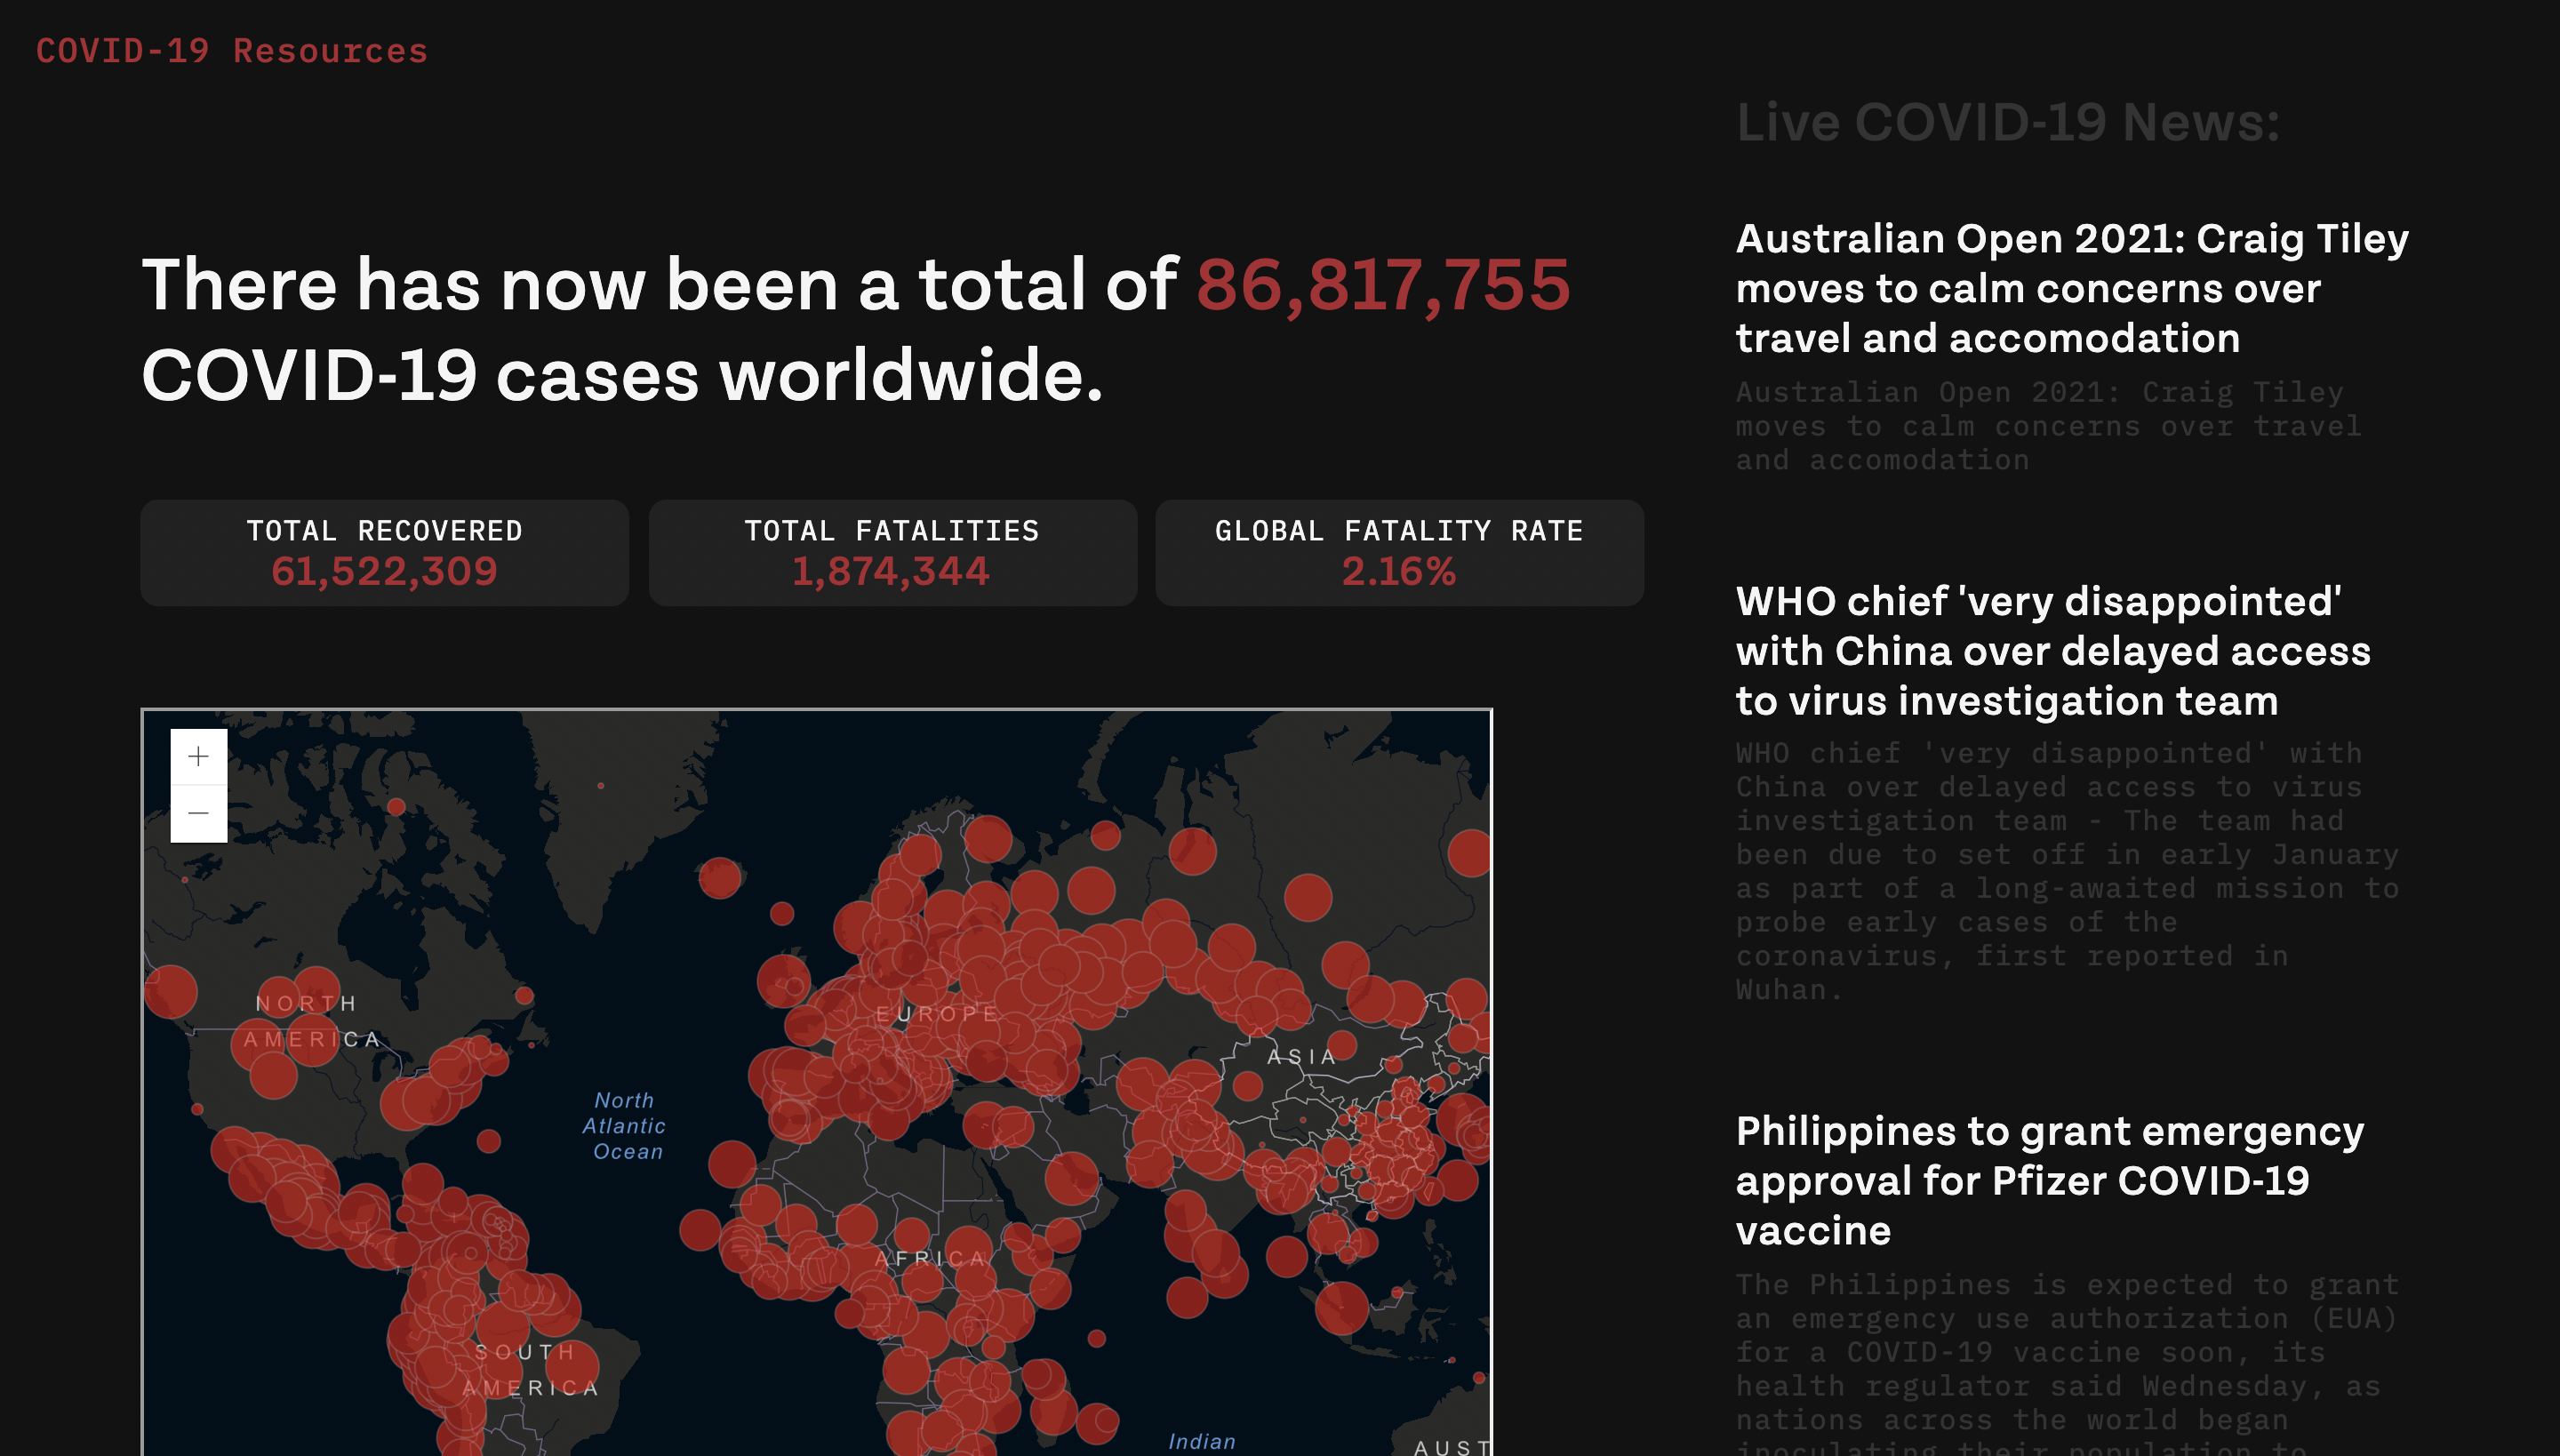 COVID-19 Resources
There has now been a total of 86,817,755
COVID-19 cases worldwide.
TOTAL RECOVERED
61,522,309
TOTAL FATALITIES
1,874,344
GLOBAL FATALITY RATE
2.16%
+
−
NORTH
AMERICA
North
Atlantic
Ocean
EUROPE
ASIA
AFRICA
SOUTH
AMERICA
Indian
AUST
Live COVID-19 News:
Australian Open 2021: Craig Tiley
moves to calm concerns over
travel and accomodation
Australian Open 2021: Craig Tiley
moves to calm concerns over travel
and accomodation
WHO chief 'very disappointed'
with China over delayed access
to virus investigation team
WHO chief 'very disappointed' with
China over delayed access to virus
investigation team - The team had
been due to set off in early January
as part of a long-awaited mission to
probe early cases of the
coronavirus, first reported in
Wuhan.
Philippines to grant emergency
approval for Pfizer COVID-19
vaccine
The Philippines is expected to grant
an emergency use authorization (EUA)
for a COVID-19 vaccine soon, its
health regulator said Wednesday, as
nations across the world began
inoculating their population to